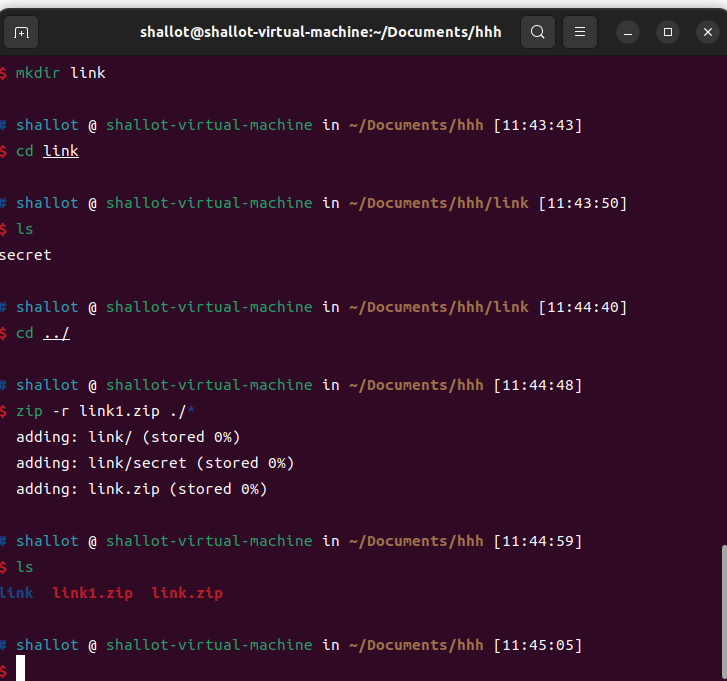 shallot@shallot-virtual-machine:~/Documents/hhh
$ mkdir link
# shallot @ shallot-virtual-machine in ~/Documents/hhh [11:43:43]
$ cd link
# shallot @ shallot-virtual-machine in ~/Documents/hhh/link [11:43:50]
$ ls
secret
# shallot @ shallot-virtual-machine in ~/Documents/hhh/link [11:44:40]
$ cd ../
# shallot @ shallot-virtual-machine in ~/Documents/hhh [11:44:48]
$ zip -r link1.zip ./*
adding: link/ (stored 0%)
adding: link/secret (stored 0%)
adding: link.zip (stored 0%)
# shallot @ shallot-virtual-machine in ~/Documents/hhh [11:44:59]
$ ls
link link1.zip link.zip
# shallot @ shallot-virtual-machine in ~/Documents/hhh [11:45:05]
$